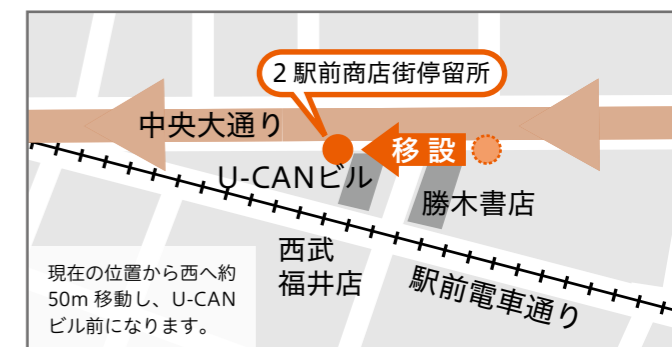 2 駅前商店街停留所
中央大通り
移設
U-CANビル
勝木書店
西武
福井店
駅前電車通り
現在の位置から西へ約
50m 移動し、U-CAN
ビル前になります。